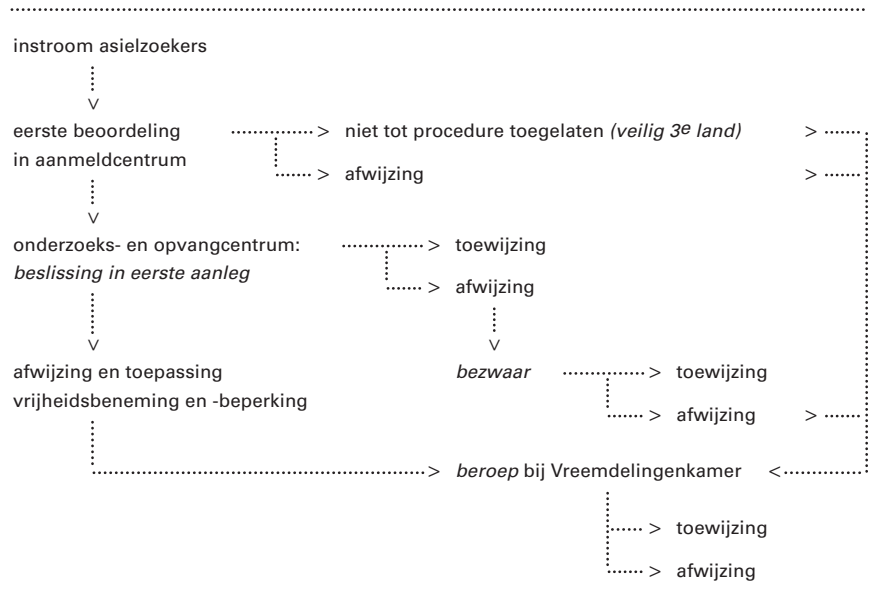 instroom asielzoekers
eerste beoordeling
in aanmeldcentrum
> niet tot procedure toegelaten (veilig 3e land) >
> afwijzing >
onderzoeks- en opvangcentrum:
beslissing in eerste aanleg
> toewijzing
> afwijzing
afwijzing en toepassing
vrijheidsbeneming en -beperking
bezwaar > toewijzing
> afwijzing >
> beroep bij Vreemdelingenkamer <
> toewijzing
> afwijzing